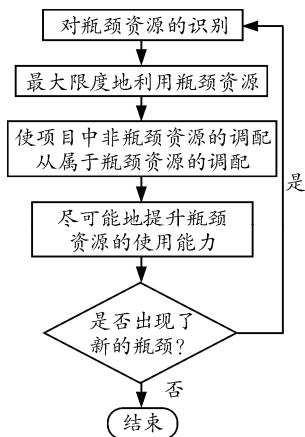 对瓶颈资源的识别
最大限度地利用瓶颈资源
使项目中非瓶颈资源的调配
从属于瓶颈资源的调配
是
尽可能地提升瓶颈
资源的使用能力
是否出现了
新的瓶颈?
否
结束